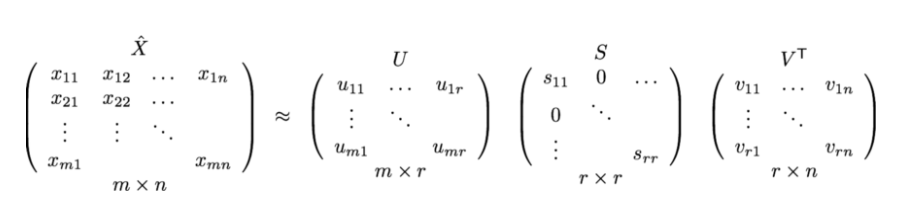 X̂ U S Vᵀ
x₁₁ x₁₂ … x₁ₙ u₁₁ … u₁ᵣ s₁₁ 0 … v₁₁ … v₁ₙ
x₂₁ x₂₂ …
≈
⋮ ⋮ ⋱ ⋮ ⋱ 0 ⋱ ⋮ ⋱
xₘ₁ xₘₙ uₘ₁ uₘᵣ ⋮ sᵣᵣ vᵣ₁ vᵣₙ
m × n m × r r × r r × n